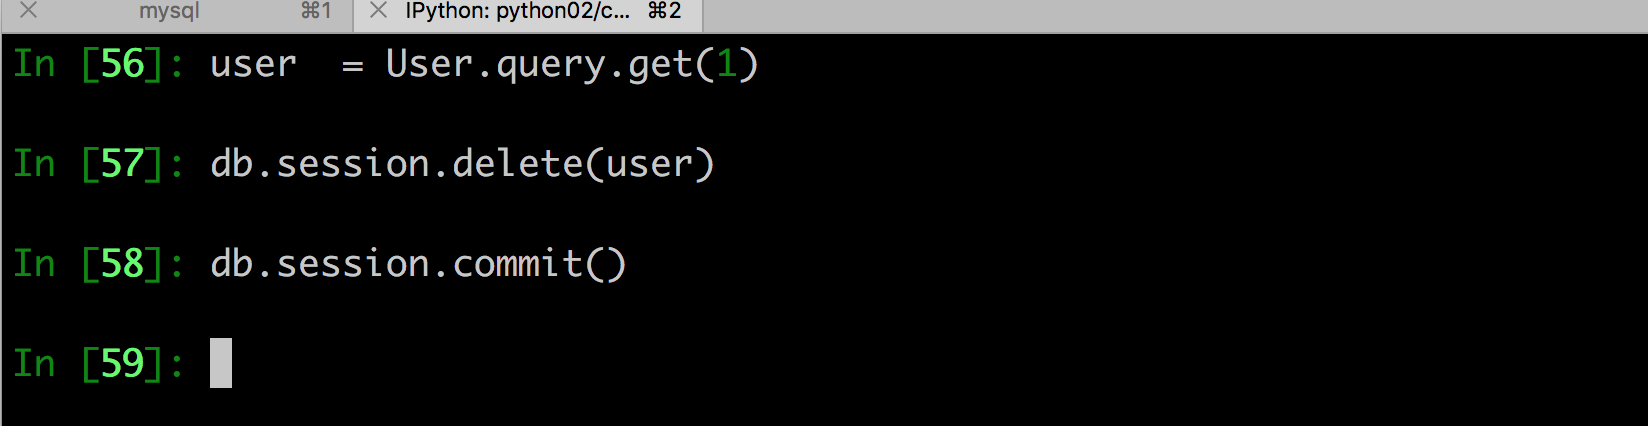 mysql ⌘1 IPython: python02/c... ⌘2
In [56]: user  = User.query.get(1)
In [57]: db.session.delete(user)
In [58]: db.session.commit()
In [59]: